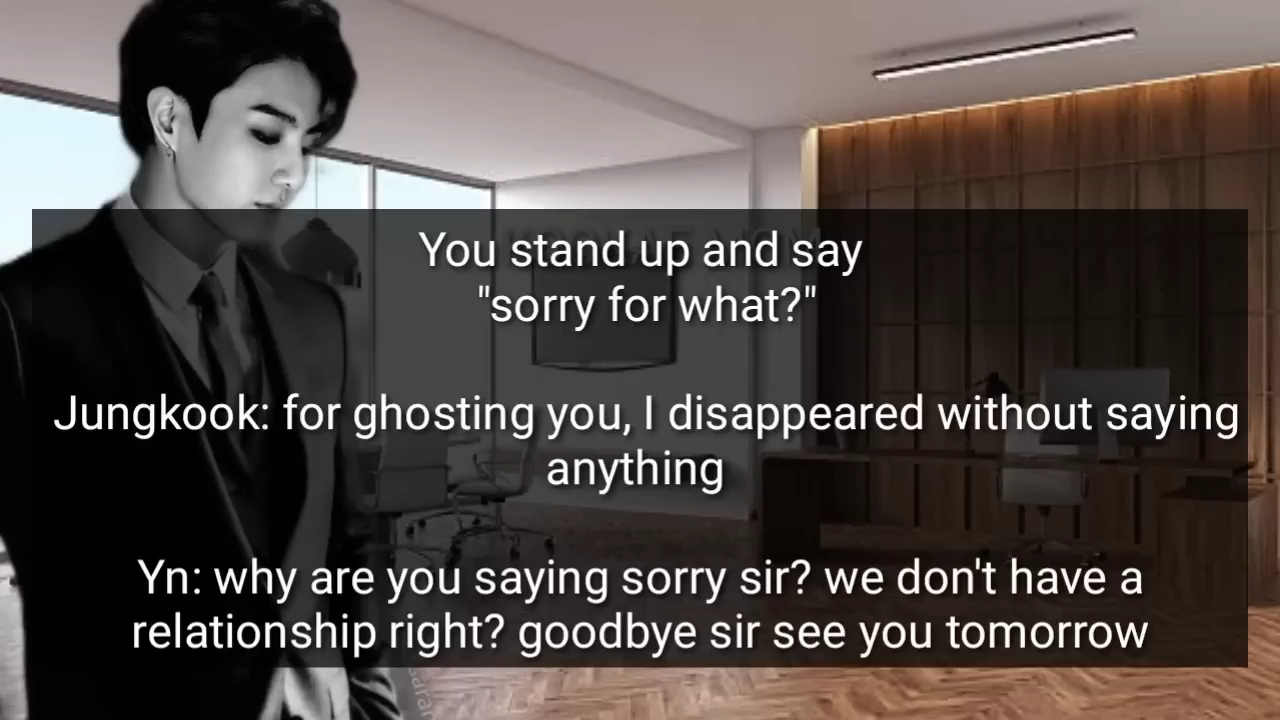 You stand up and say
"sorry for what?"
Jungkook: for ghosting you, I disappeared without saying
anything
Yn: why are you saying sorry sir? we don't have a
relationship right? goodbye sir see you tomorrow